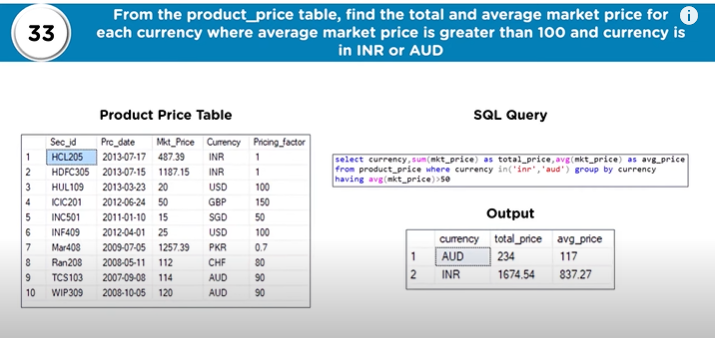 33
From the product_price table, find the total and average market price for
each currency where average market price is greater than 100 and currency is
in INR or AUD
i
Product Price Table
Sec_id Prc_date Mkt_Price Currency Pricing_factor
1 HCL205 2013-07-17 487.39 INR 1
2 HDFC305 2013-07-15 1187.15 INR 1
3 HUL109 2013-03-23 20 USD 100
4 ICIC201 2012-06-24 50 GBP 150
5 INC501 2011-01-10 15 SGD 50
6 INF409 2012-04-01 25 USD 100
7 Mar408 2009-07-05 1257.39 PKR 0.7
8 Ran208 2008-05-11 112 CHF 80
9 TCS103 2007-09-08 114 AUD 90
10 WIP309 2008-10-05 120 AUD 90
SQL Query
select currency,sum(mkt_price) as total_price,avg(mkt_price) as avg_price
from product_price where currency in('inr','aud') group by currency
having avg(mkt_price)>50
Output
currency total_price avg_price
1 AUD 234 117
2 INR 1674.54 837.27